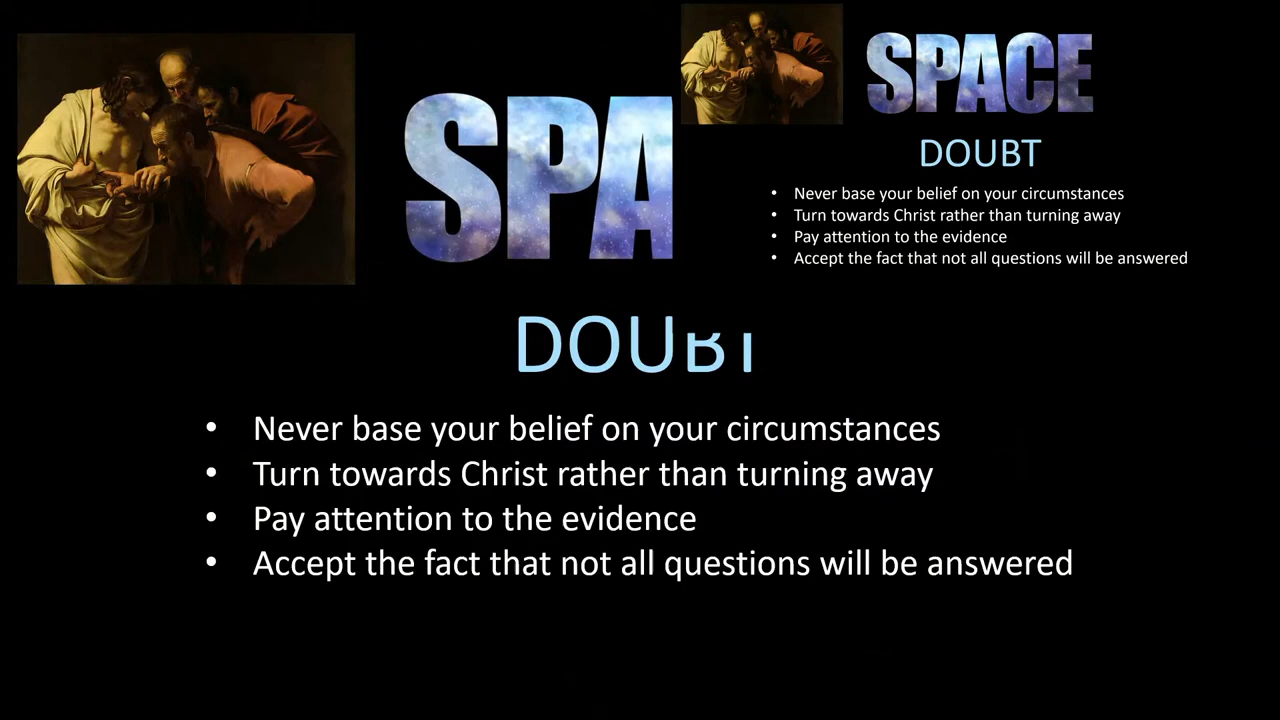 SPA
DOUBT
Never base your belief on your circumstances
Turn towards Christ rather than turning away
Pay attention to the evidence
Accept the fact that not all questions will be answered
SPACE
DOUBT
Never base your belief on your circumstances
Turn towards Christ rather than turning away
Pay attention to the evidence
Accept the fact that not all questions will be answered